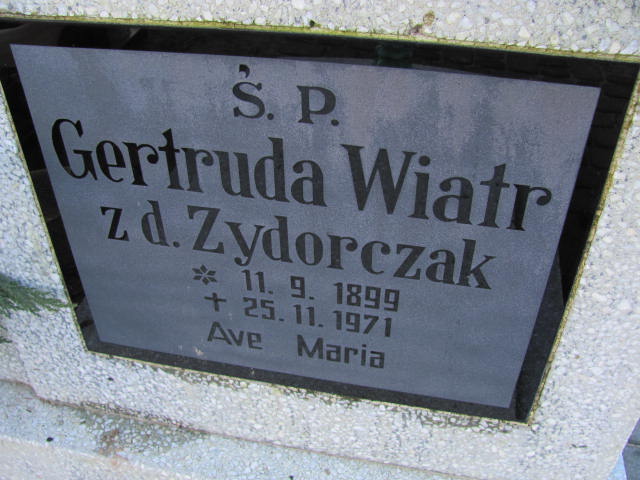 Ś. P.
Gertruda Wiatr
z d. Zydorczak
* 11. 9. 1899
+ 25. 11. 1971
Ave Maria